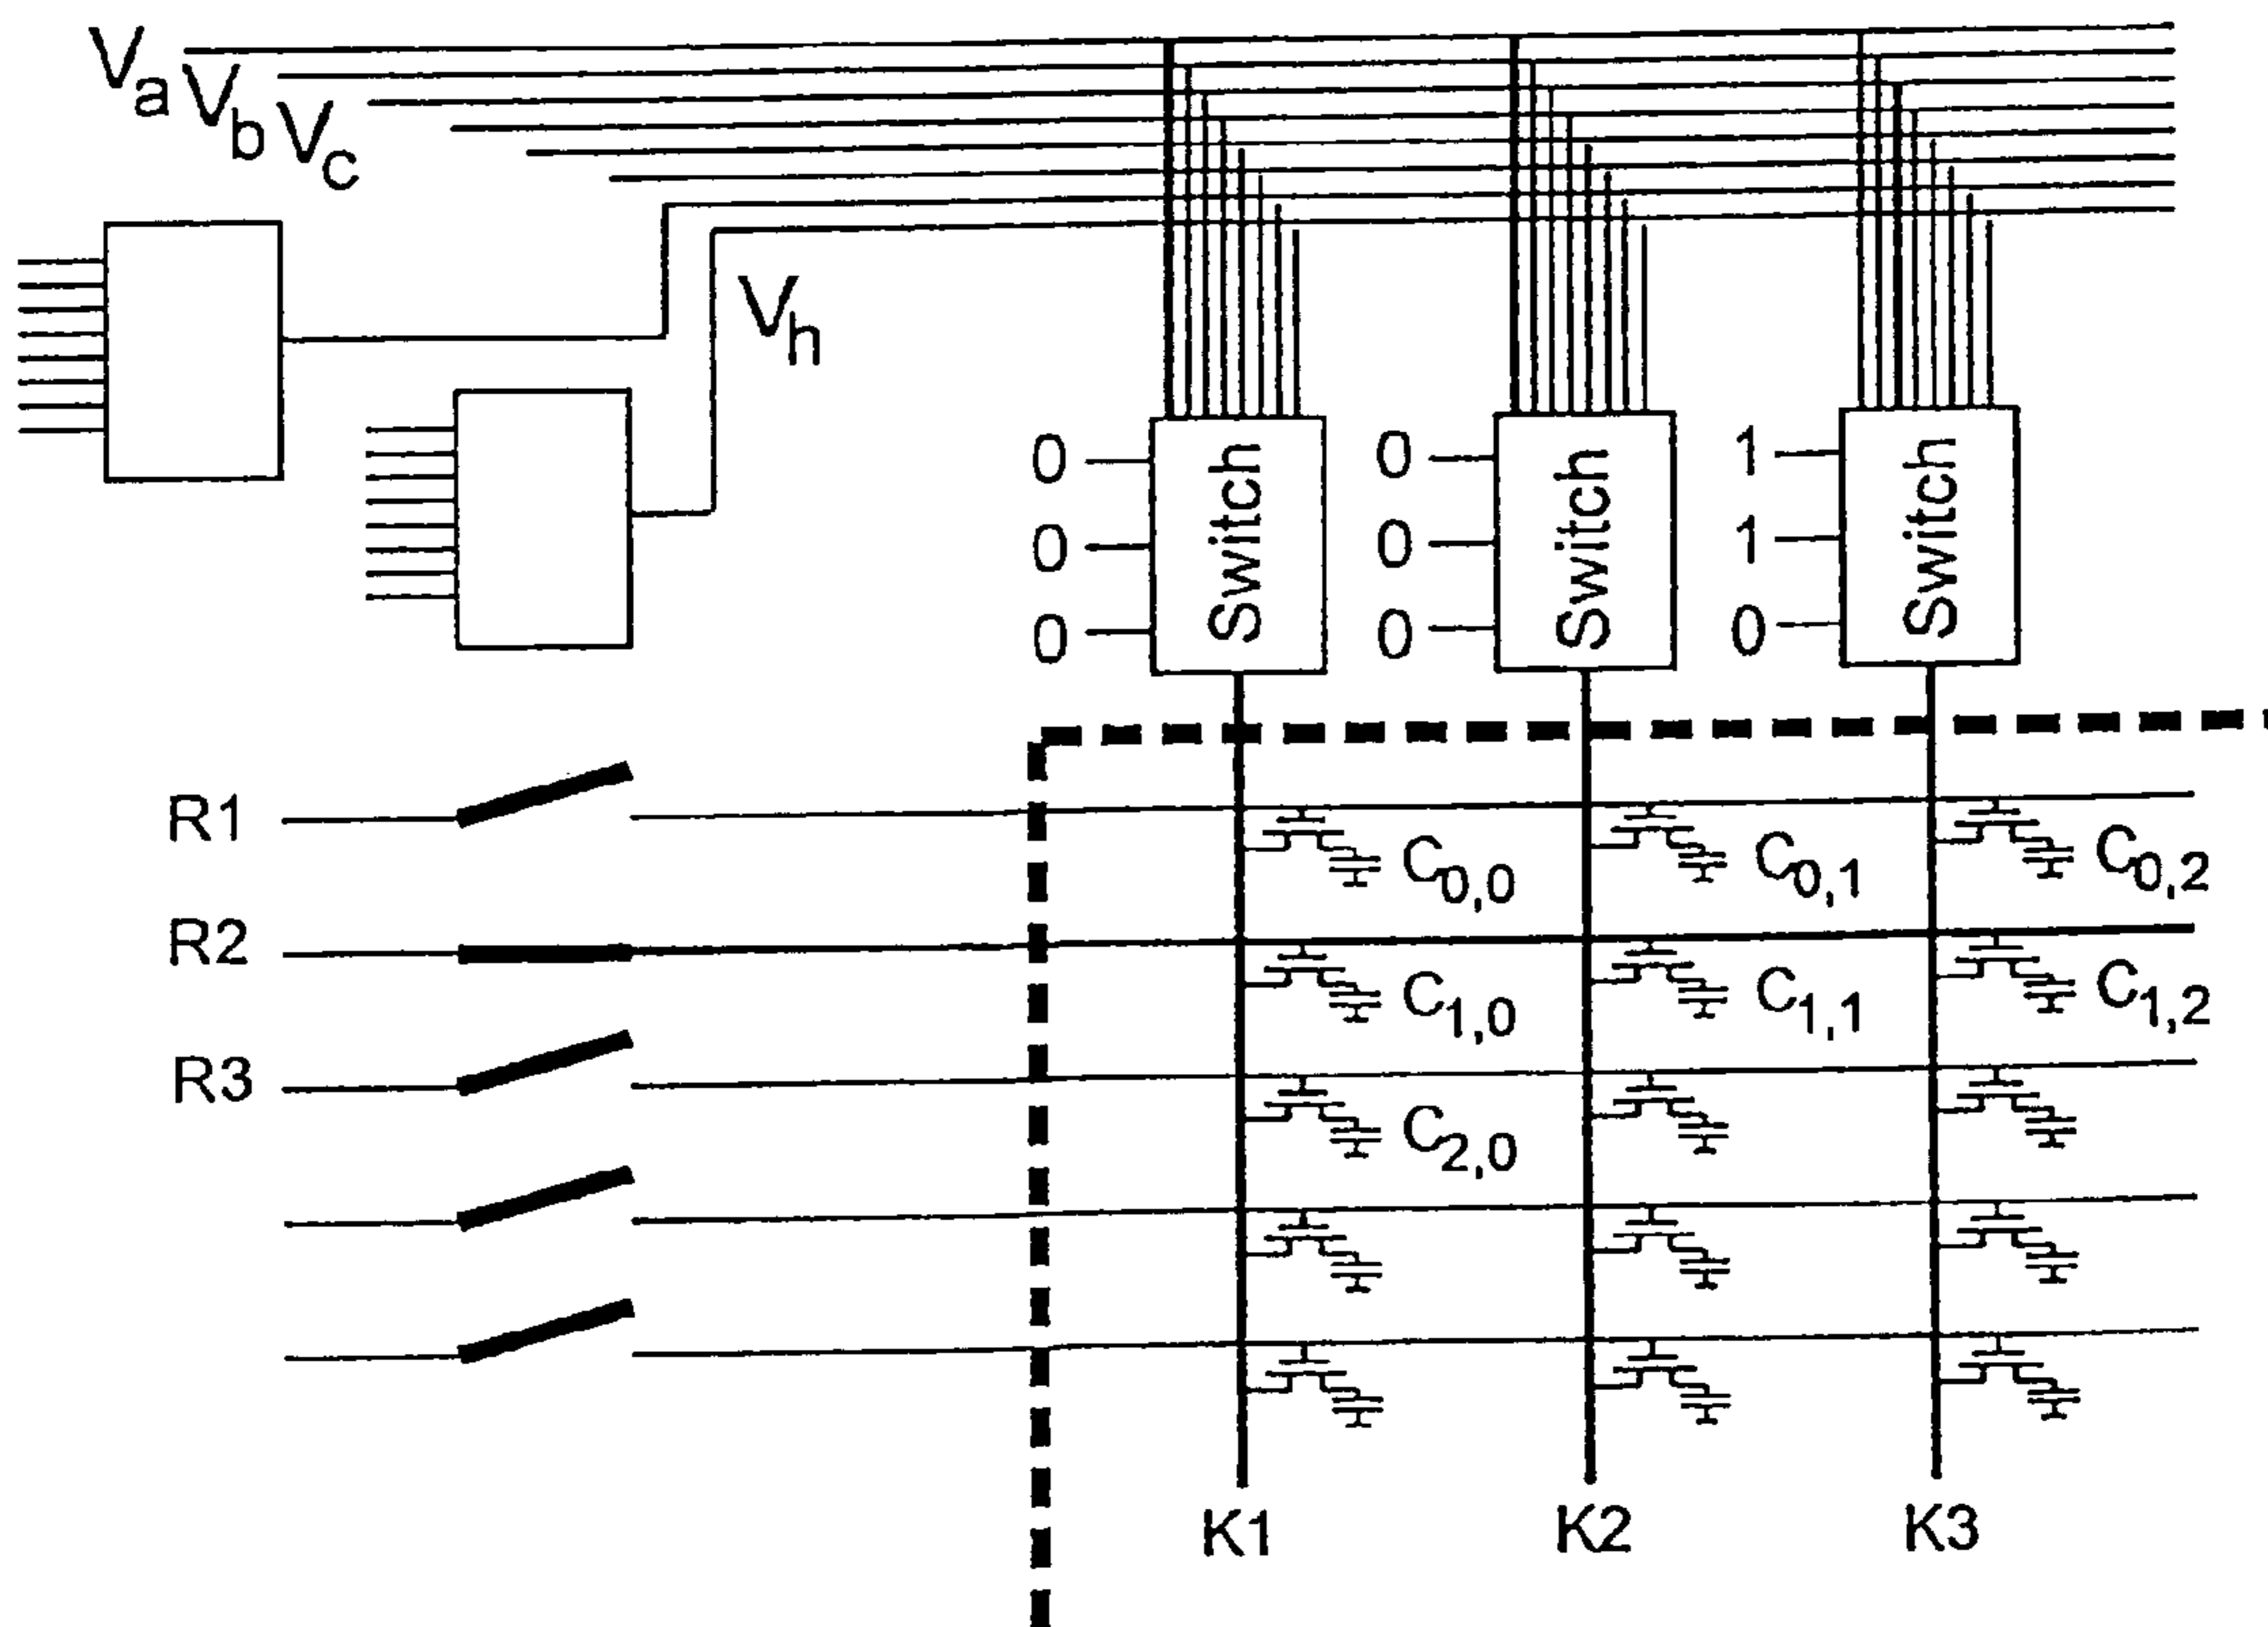 Va Vb Vc
Vh
0 0 1
0 0 1
0 0 0
Switch Switch Switch
R1
C0,0 C0,1 C0,2
R2
C1,0 C1,1 C1,2
R3
C2,0
K1 K2 K3